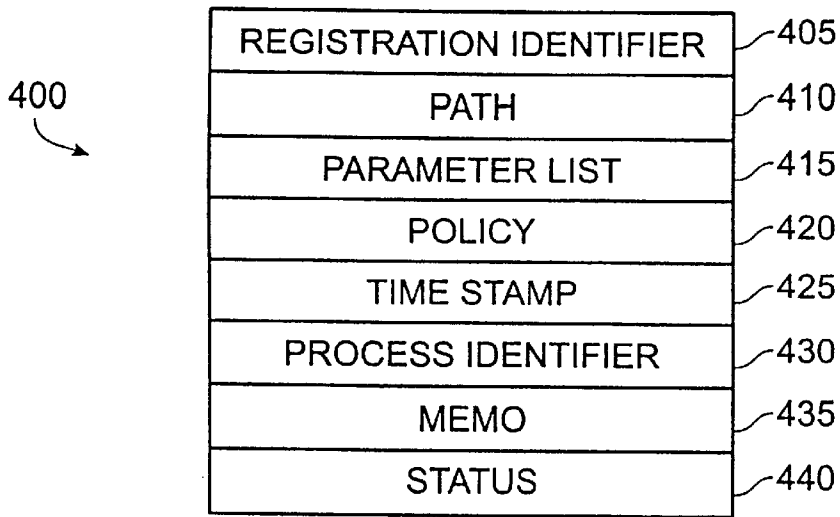 400
REGISTRATION IDENTIFIER 405
PATH 410
PARAMETER LIST 415
POLICY 420
TIME STAMP 425
PROCESS IDENTIFIER 430
MEMO 435
STATUS 440